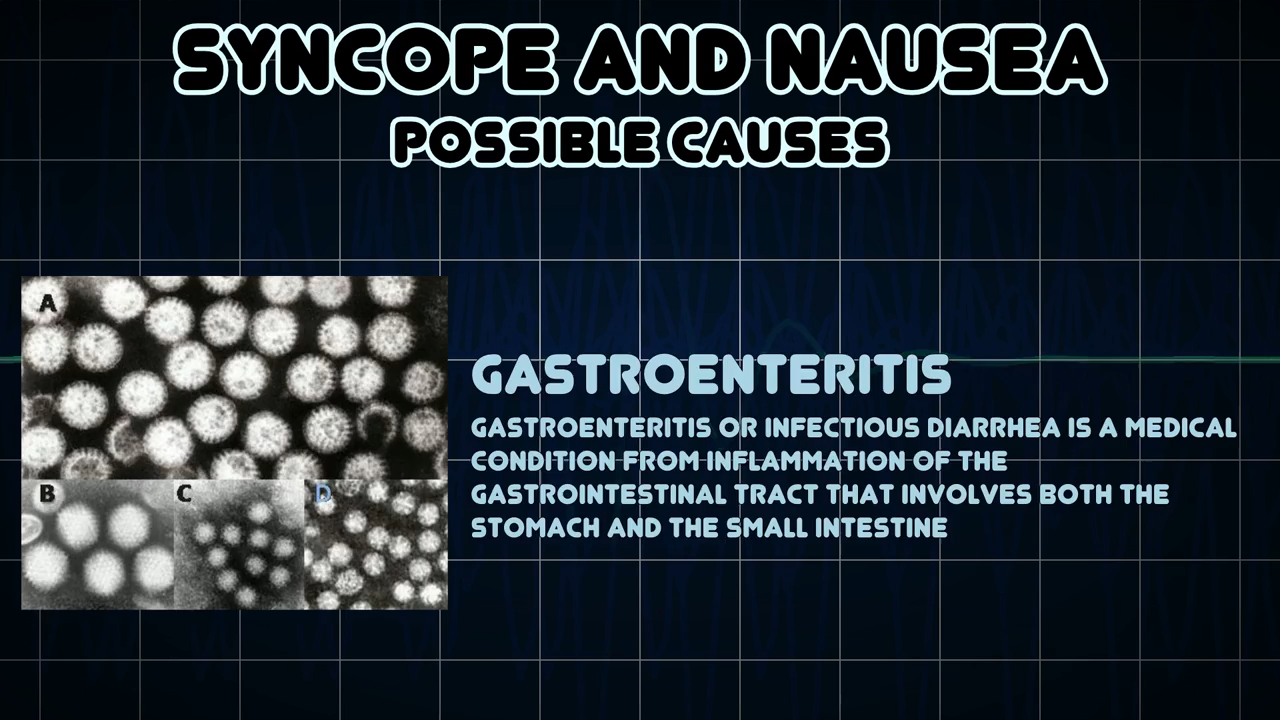 SYNCOPE AND NAUSEA
POSSIBLE CAUSES
A
B
C
D
GASTROENTERITIS
GASTROENTERITIS OR INFECTIOUS DIARRHEA IS A MEDICAL
CONDITION FROM INFLAMMATION OF THE
GASTROINTESTINAL TRACT THAT INVOLVES BOTH THE
STOMACH AND THE SMALL INTESTINE